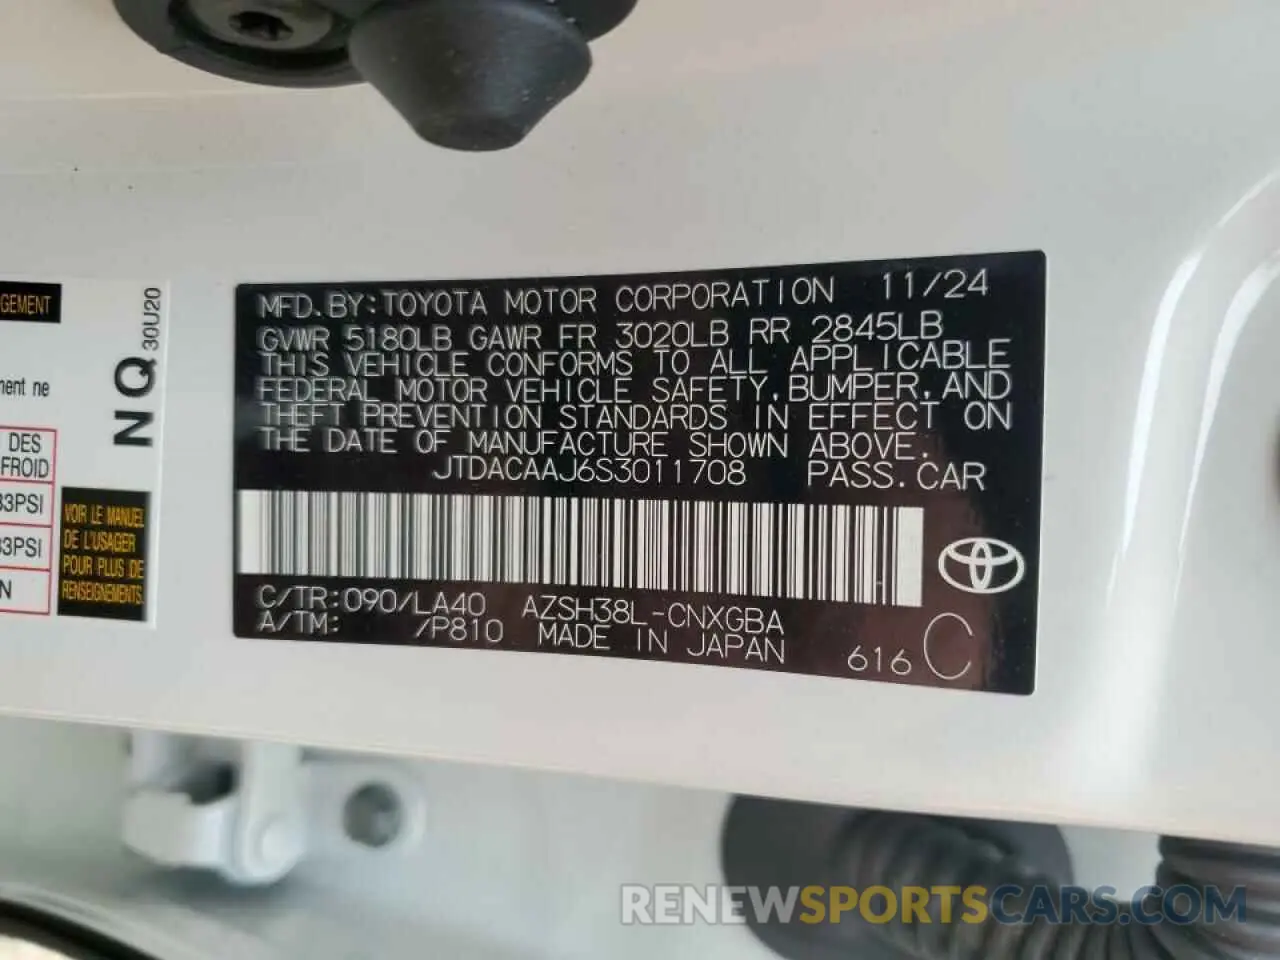 GEMENT
ment ne
DES
FROID
33PSI
33PSI
N
NQ 30U20
VOIR LE MANUEL
DE L'USAGER
POUR PLUS DE
RENSEIGNEMENTS
MFD.BY:TOYOTA MOTOR CORPORATION 11/24
GVWR 5180LB GAWR FR 3020LB RR 2845LB
THIS VEHICLE CONFORMS TO ALL APPLICABLE
FEDERAL MOTOR VEHICLE SAFETY,BUMPER,AND
THEFT PREVENTION STANDARDS IN EFFECT ON
THE DATE OF MANUFACTURE SHOWN ABOVE.
JTDACAAJ6S3011708 PASS.CAR
C/TR:090/LA40 AZSH38L-CNXGBA
A/TM: /P810 MADE IN JAPAN 616 C
RENEWSPORTSCARS.COM